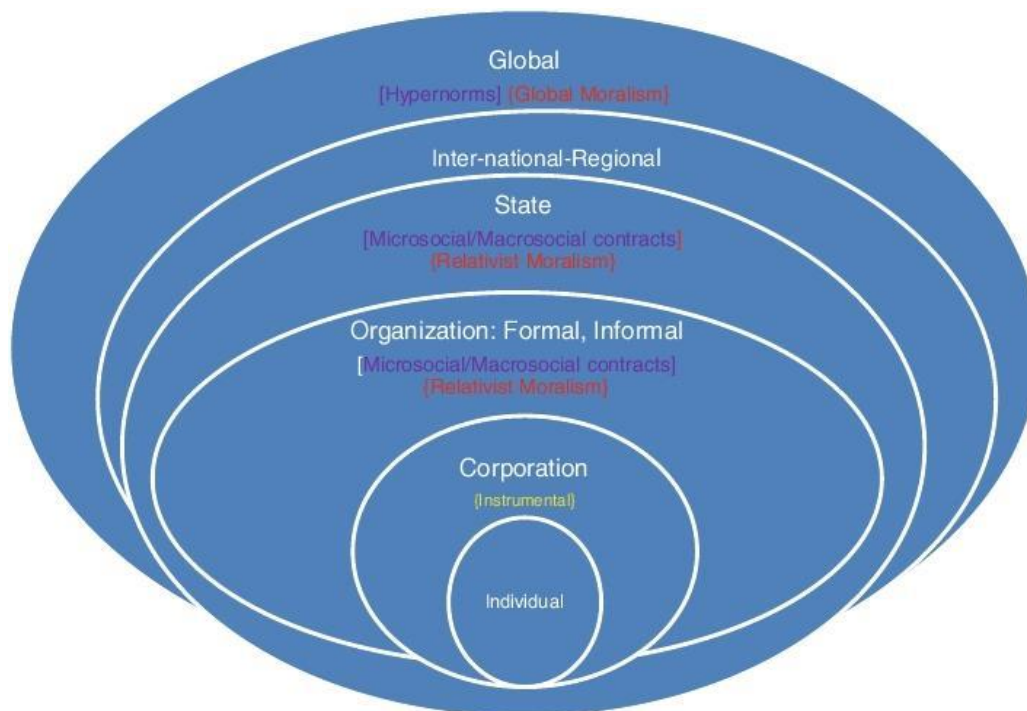 Global
[Hypernorms] {Global Moralism}
Inter-national-Regional
State
[Microsocial/Macrosocial contracts]
{Relativist Moralism}
Organization: Formal, Informal
[Microsocial/Macrosocial contracts]
{Relativist Moralism}
Corporation
{Instrumental}
Individual